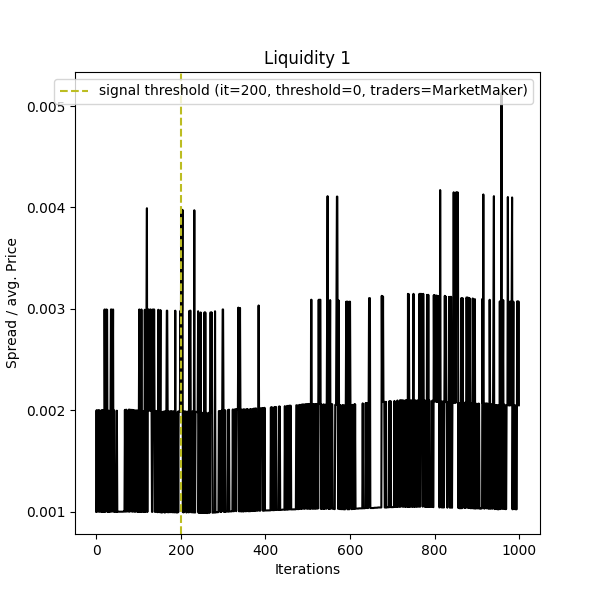 Liquidity 1
signal threshold (it=200, threshold=0, traders=MarketMaker)
0.005
0.004
0.003
0.002
0.001
Spread / avg. Price
0 200 400 600 800 1000
Iterations